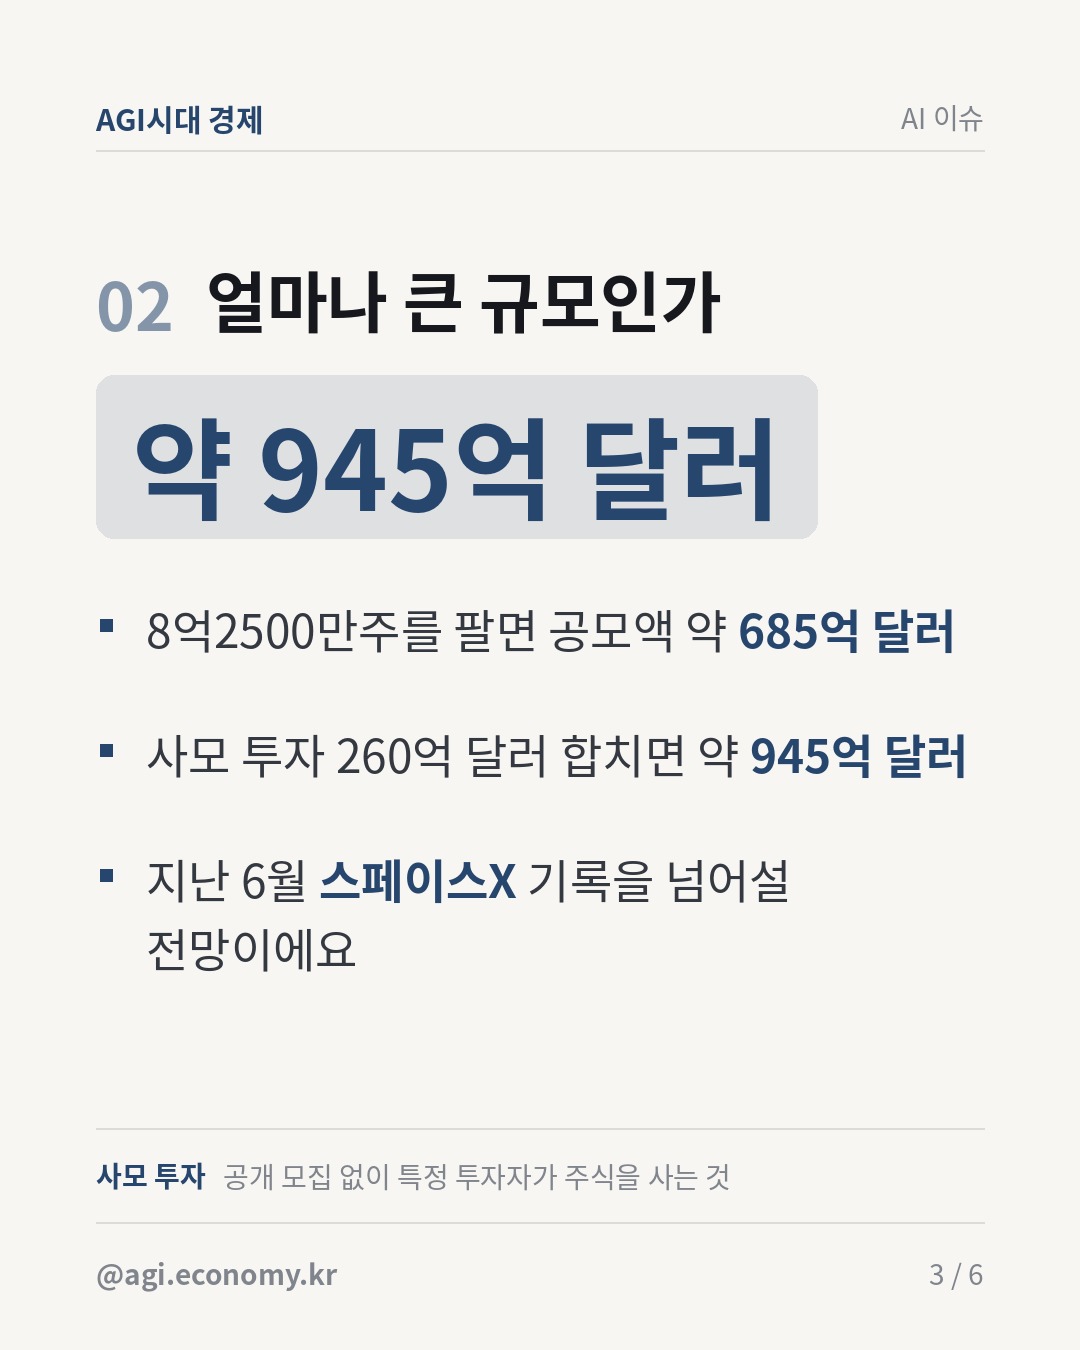 AGI시대 경제
AI 이슈
02 얼마나 큰 규모인가
약 945억 달러
▪ 8억2500만주를 팔면 공모액 약 685억 달러
▪ 사모 투자 260억 달러 합치면 약 945억 달러
▪ 지난 6월 스페이스X 기록을 넘어설
전망이에요
사모 투자 공개 모집 없이 특정 투자자가 주식을 사는 것
@agi.economy.kr
3 / 6